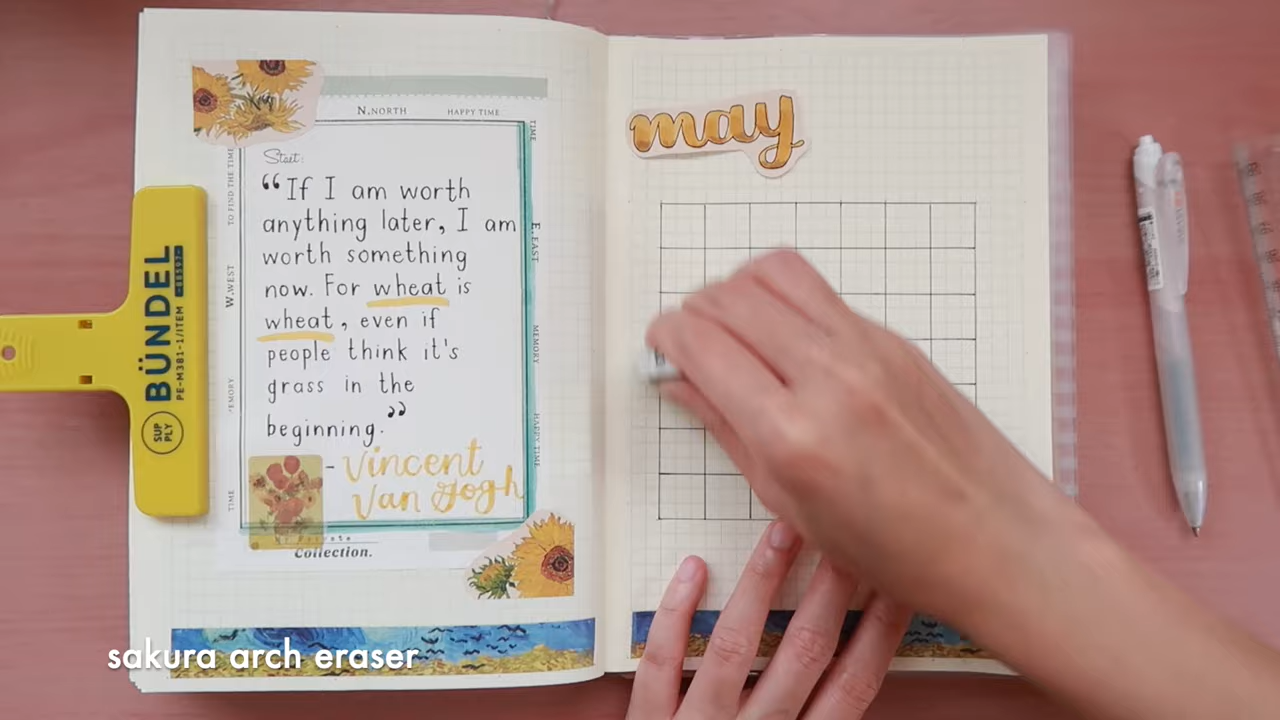 N.NORTH HAPPY TIME
TIME
TO FIND THE TIME
Start:
“If I am worth
anything later, I am
worth something
now. For wheat is
wheat, even if
people think it's
grass in the
beginning.”
- Vincent
Van Gogh
E.EAST
W.WEST
MEMORY
HAPPY TIME
TIME
Collection.
BÜNDEL
PE-M381-1/ITEM
SUP
PLY
may
sakura arch eraser